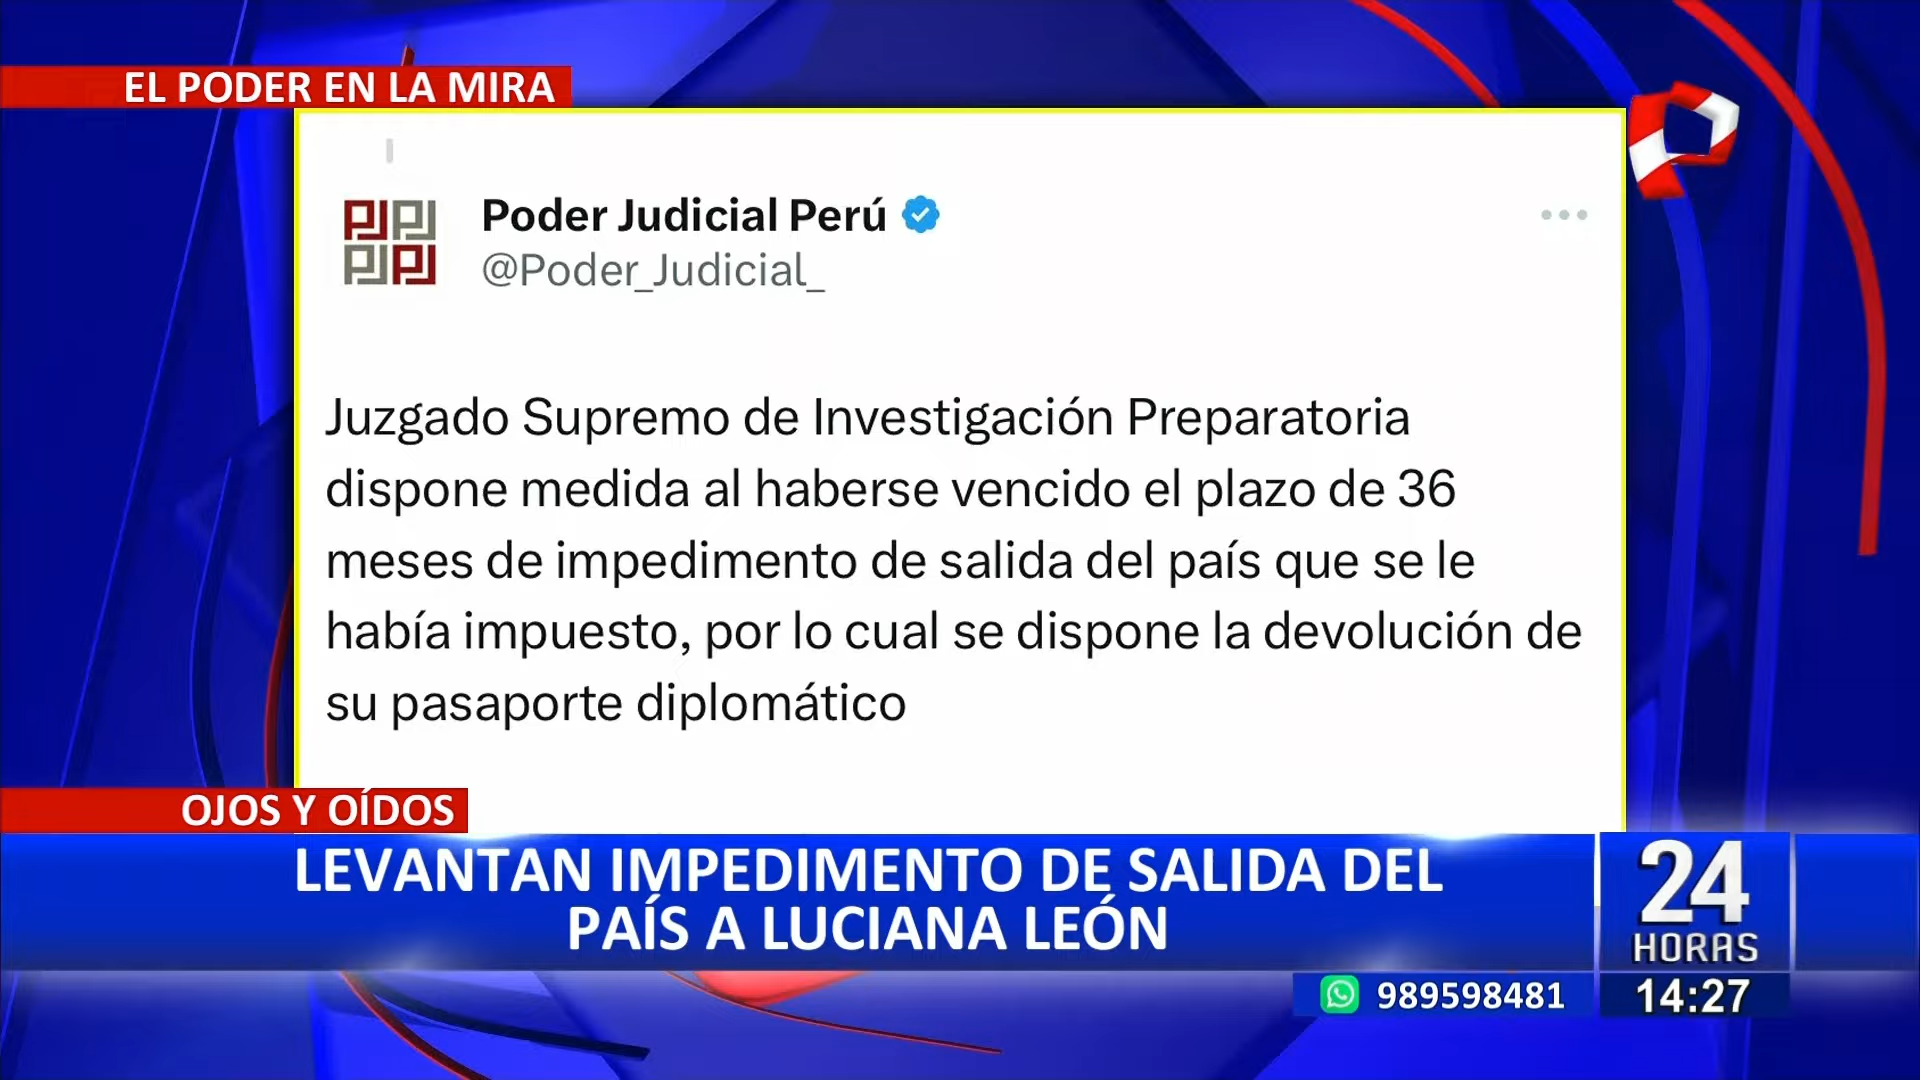 EL PODER EN LA MIRA
PJPJ
PJPJ
Poder Judicial Perú
@Poder_Judicial_
Juzgado Supremo de Investigación Preparatoria
dispone medida al haberse vencido el plazo de 36
meses de impedimento de salida del país que se le
había impuesto, por lo cual se dispone la devolución de
su pasaporte diplomático
OJOS Y OÍDOS
LEVANTAN IMPEDIMENTO DE SALIDA DEL
PAÍS A LUCIANA LEÓN
24
HORAS
989598481
14:27